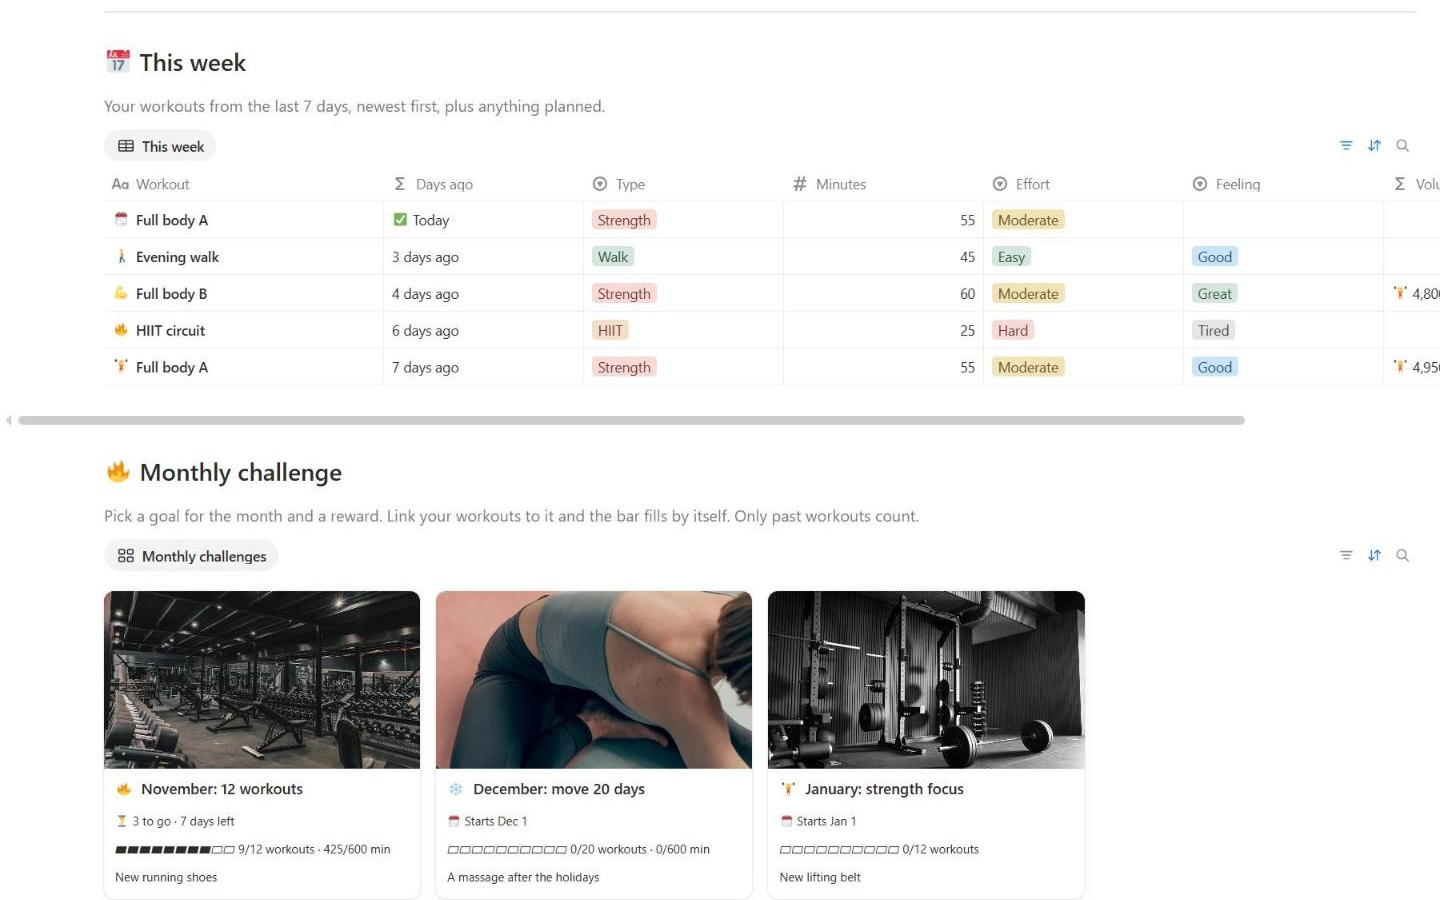 This week
Your workouts from the last 7 days, newest first, plus anything planned.
This week
Aa Workout Σ Days ago Type # Minutes Effort Feeling Σ
Full body A Today Strength 55 Moderate
Evening walk 3 days ago Walk 45 Easy Good
Full body B 4 days ago Strength 60 Moderate Great 4,80
HIIT circuit 6 days ago HIIT 25 Hard Tired
Full body A 7 days ago Strength 55 Moderate Good 4,95
Monthly challenge
Pick a goal for the month and a reward. Link your workouts to it and the bar fills by itself. Only past workouts count.
Monthly challenges
November: 12 workouts
3 to go · 7 days left
9/12 workouts · 425/600 min
New running shoes
December: move 20 days
Starts Dec 1
0/20 workouts · 0/600 min
A massage after the holidays
January: strength focus
Starts Jan 1
0/12 workouts
New lifting belt